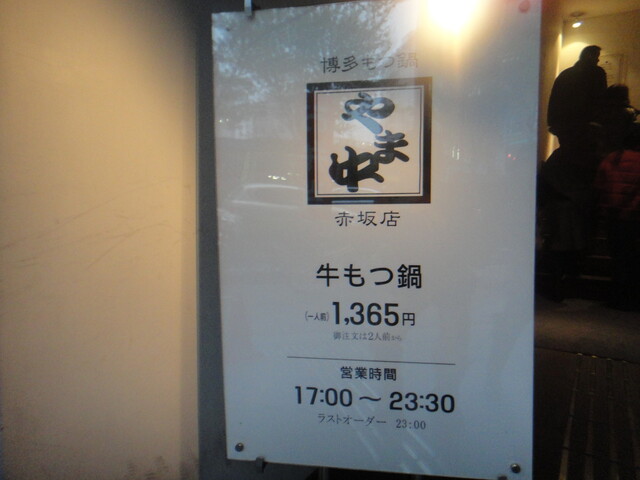 博多もつ鍋
やま中
赤坂店
牛もつ鍋
(一人前)1,365円
御注文は2人前から
営業時間
17:00 〜 23:30
ラストオーダー 23:00